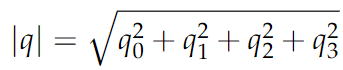 |q| = √(q₀² + q₁² + q₂² + q₃²)